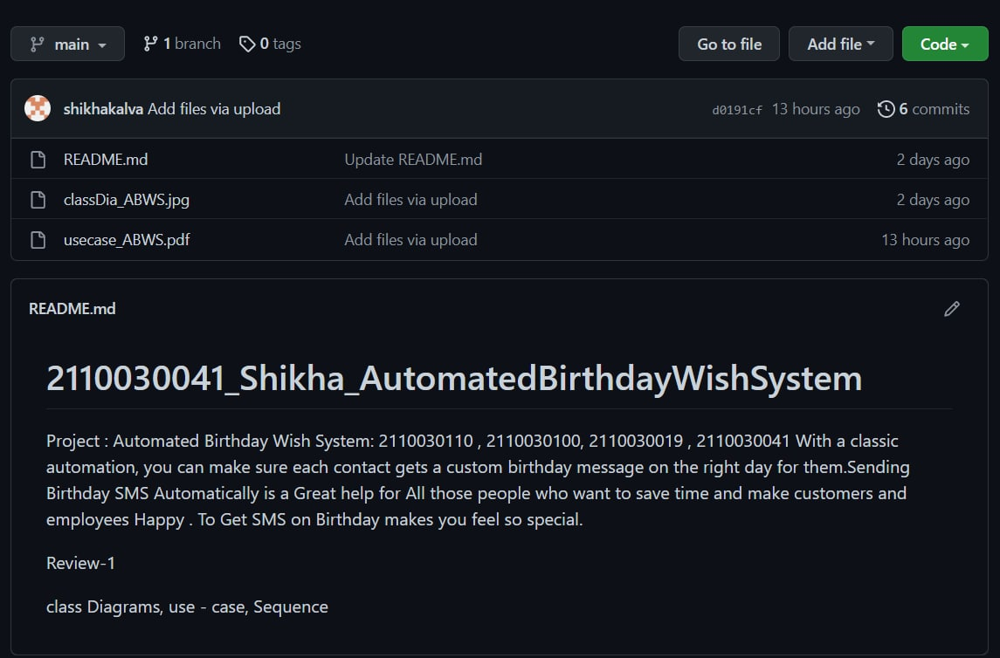 main 1 branch 0 tags Go to file Add file Code
shikhakalva Add files via upload d0191cf 13 hours ago 6 commits
README.md Update README.md 2 days ago
classDia_ABWS.jpg Add files via upload 2 days ago
usecase_ABWS.pdf Add files via upload 13 hours ago
README.md
2110030041_Shikha_AutomatedBirthdayWishSystem
Project : Automated Birthday Wish System: 2110030110 , 2110030100, 2110030019 , 2110030041 With a classic
automation, you can make sure each contact gets a custom birthday message on the right day for them.Sending
Birthday SMS Automatically is a Great help for All those people who want to save time and make customers and
employees Happy . To Get SMS on Birthday makes you feel so special.
Review-1
class Diagrams, use - case, Sequence